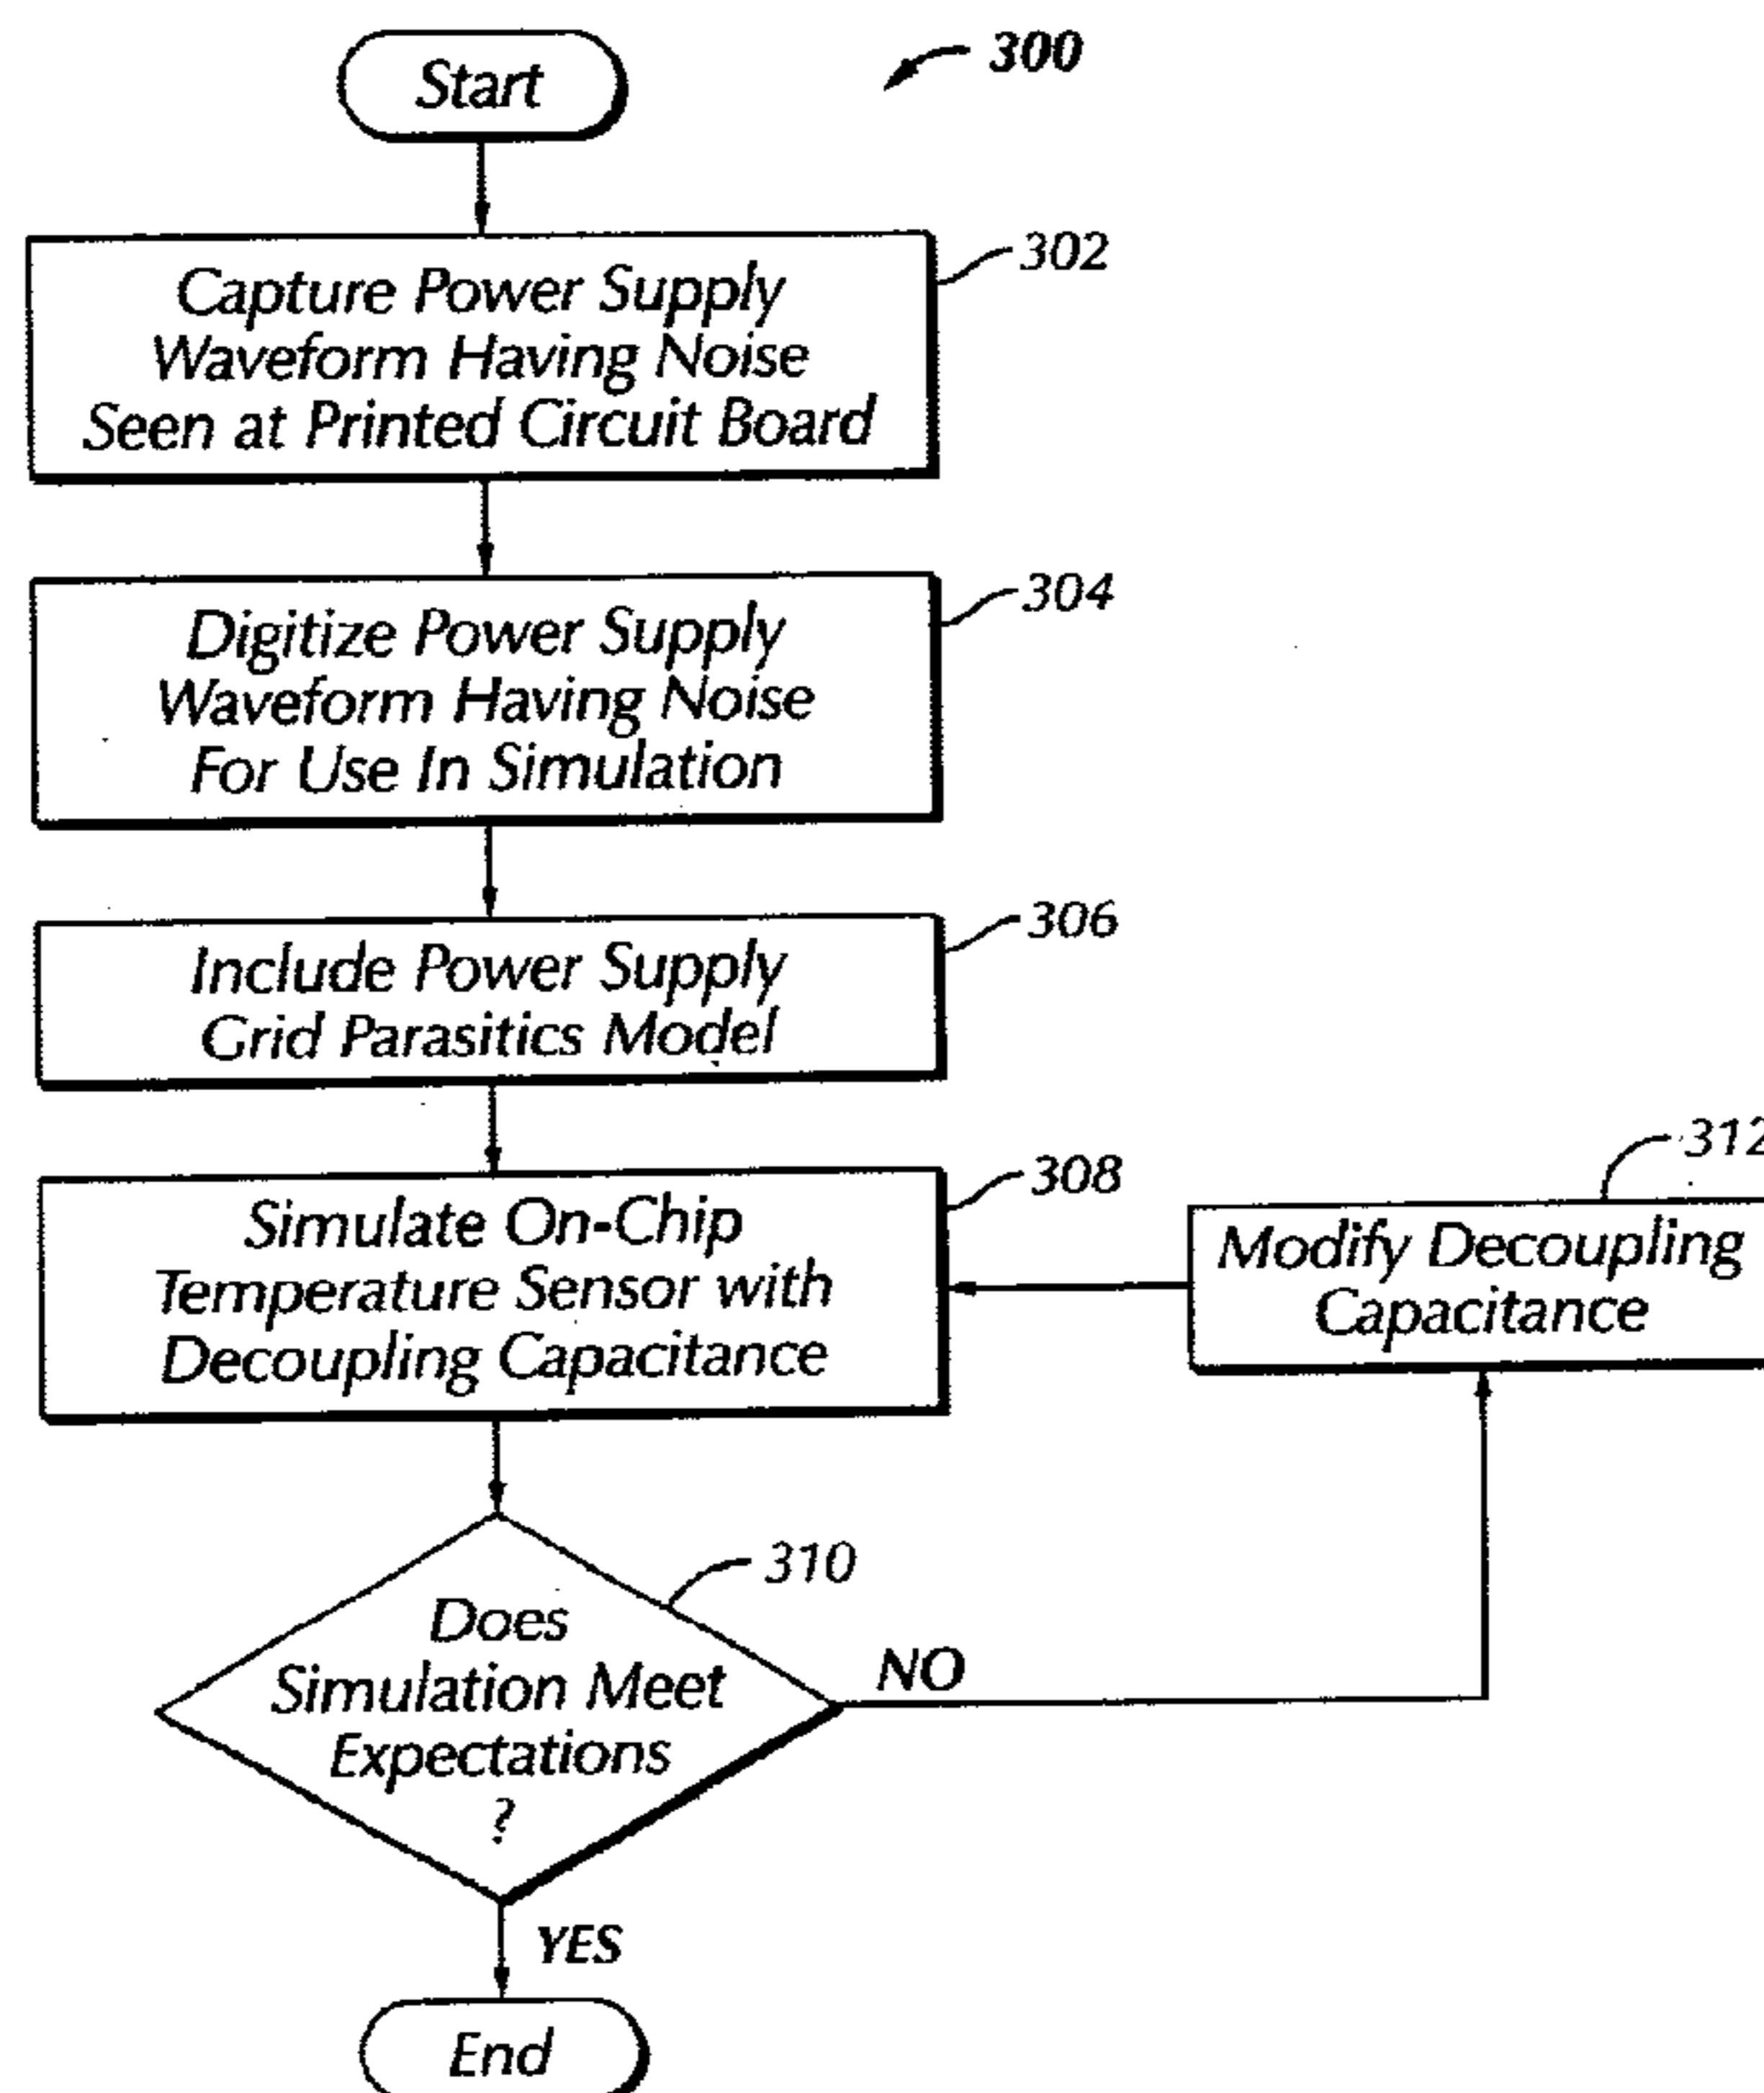 Start
300
302
Capture Power Supply
Waveform Having Noise
Seen at Printed Circuit Board
304
Digitize Power Supply
Waveform Having Noise
For Use In Simulation
306
Include Power Supply
Grid Parasitics Model
308
Simulate On-Chip
Temperature Sensor with
Decoupling Capacitance
312
Modify Decoupling
Capacitance
310
Does
Simulation Meet
Expectations
?
NO
YES
End